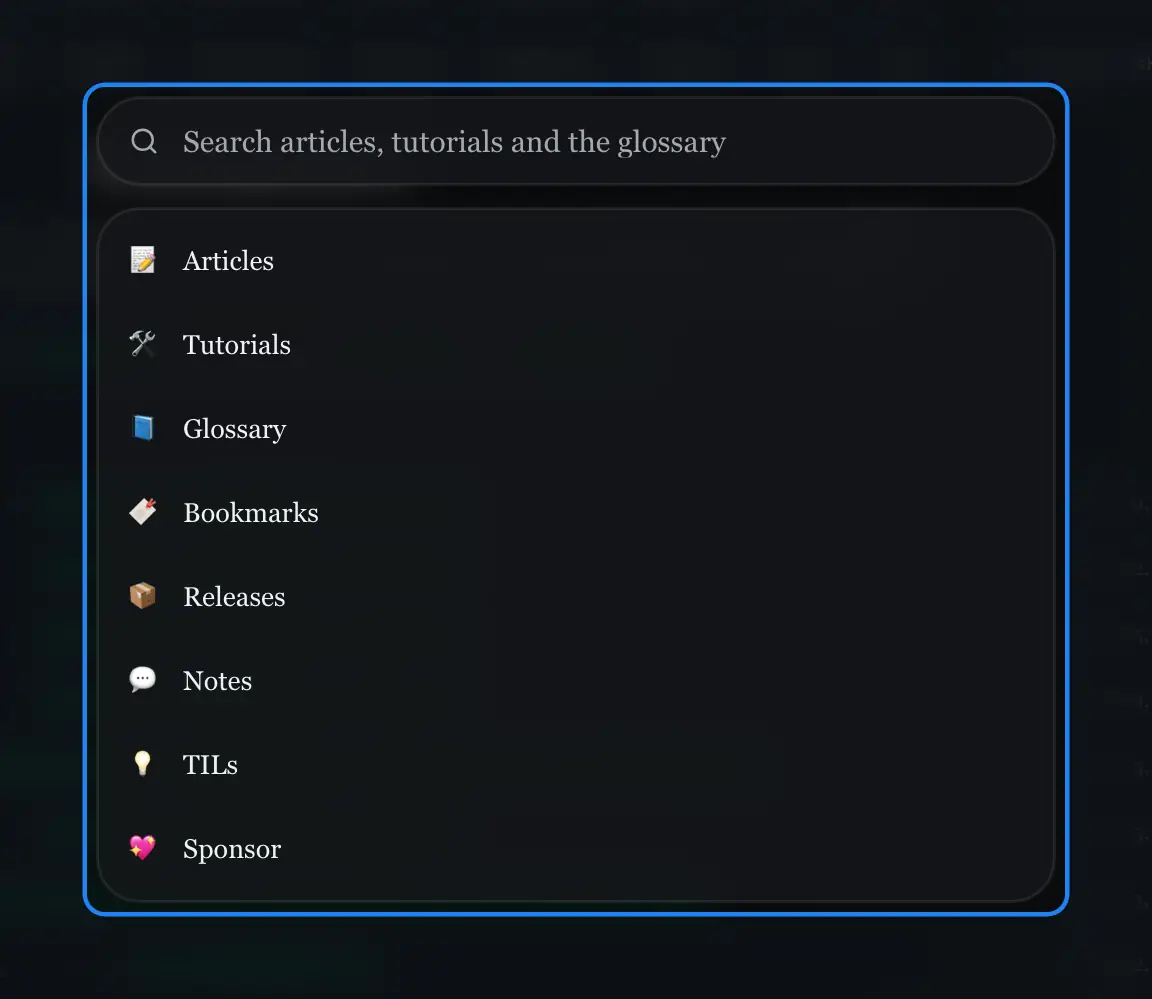 Search articles, tutorials and the glossary
Articles
Tutorials
Glossary
Bookmarks
Releases
Notes
TILs
Sponsor